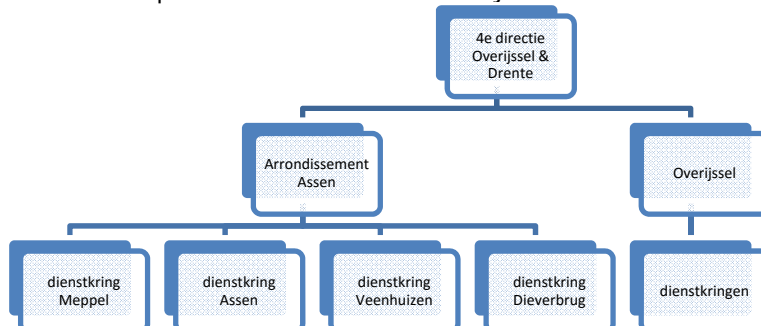 4e directie
Overijssel &
Drente
Arrondissement
Assen
Overijssel
dienstkring
Meppel
dienstkring
Assen
dienstkring
Veenhuizen
dienstkring
Dieverbrug
dienstkringen